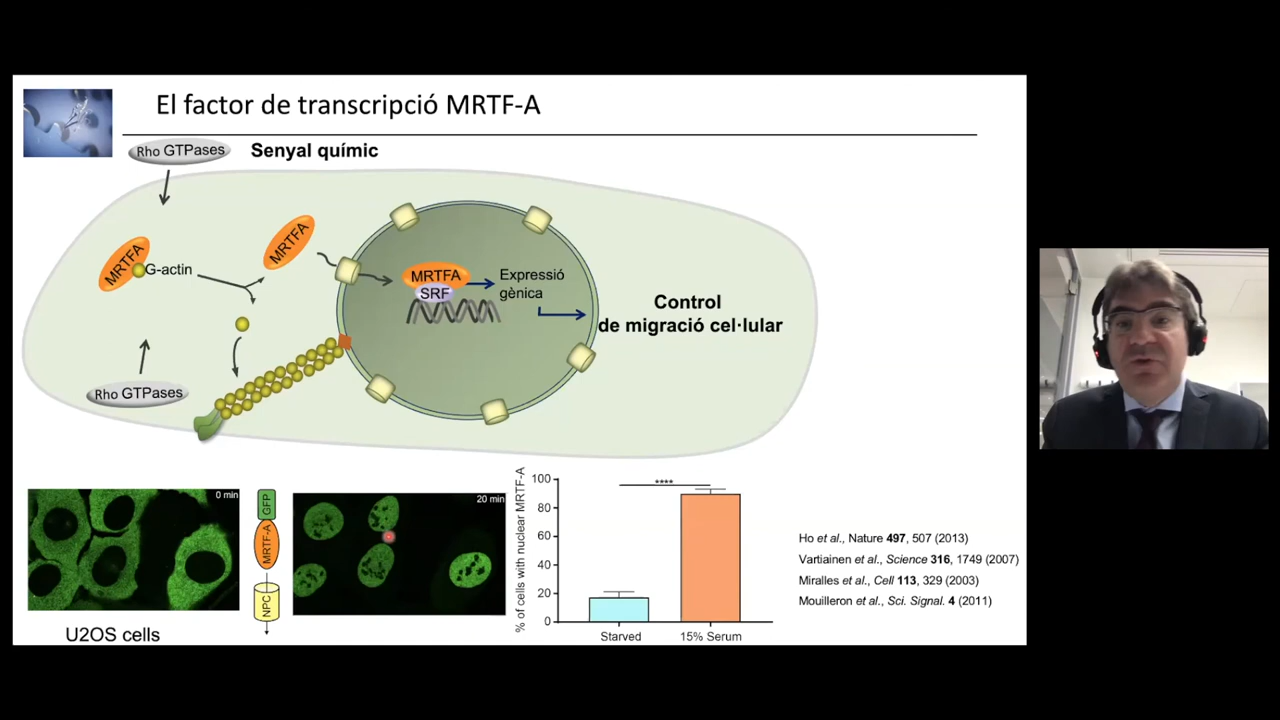 El factor de transcripció MRTF-A
Rho GTPases
Senyal químic
MRTFA
G-actin
MRTFA
MRTFA
SRF
Expressió
gènica
Control
de migració cel·lular
Rho GTPases
0 min
GFP
MRTF-A
NPC
20 min
U2OS cells
% of cells with nuclear MRTF-A
100
80
60
40
20
0
****
Starved
15% Serum
Ho et al., Nature 497, 507 (2013)
Vartiainen et al., Science 316, 1749 (2007)
Miralles et al., Cell 113, 329 (2003)
Mouilleron et al., Sci. Signal. 4 (2011)